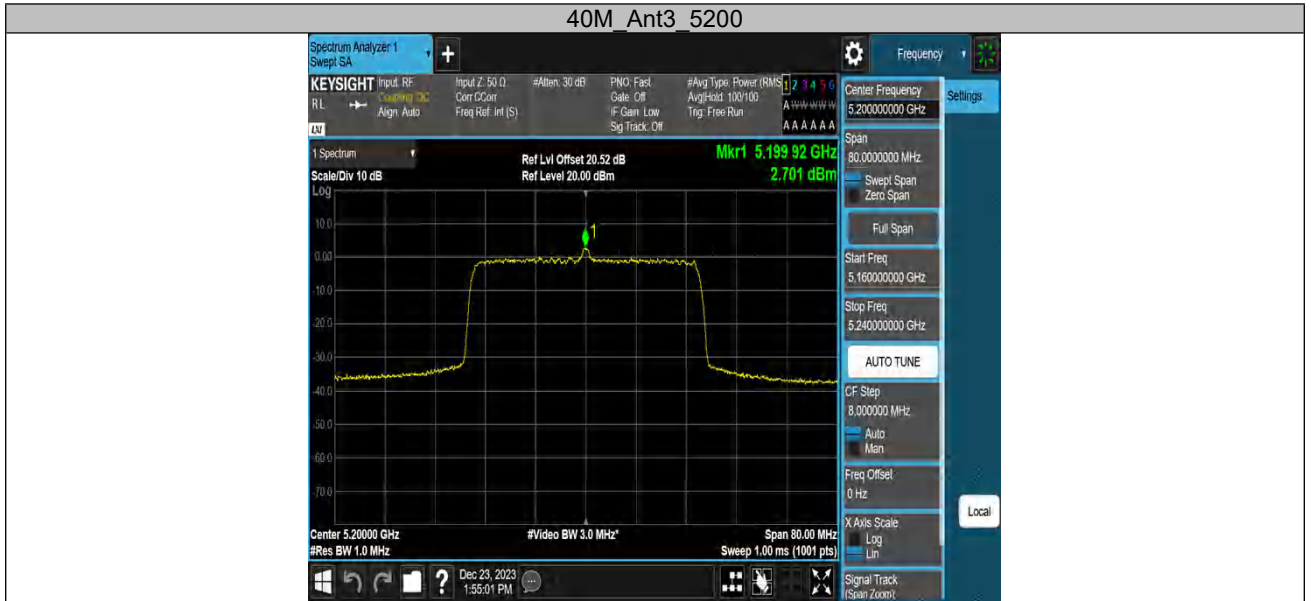 40M_Ant3_5200
Spectrum Analyzer 1
Swept SA
+
Frequency
KEYSIGHT
Input: RF
Input Z: 50 Ω
#Atten: 30 dB
PNO: Fast
#Avg Type: Power (RMS
1 2 3 4 5 6
RL
Coupling: DC
Corr CCorr
Gate: Off
Avg|Hold: 100/100
A W W W W W
Align: Auto
Freq Ref: Int (S)
IF Gain: Low
Trig: Free Run
Sig Track: Off
A A A A A A
LXI
1 Spectrum
Ref Lvl Offset 20.52 dB
Mkr1 5.199 92 GHz
Scale/Div 10 dB
Ref Level 20.00 dBm
2.701 dBm
Log
10.0
1
0.00
-10.0
-20.0
-30.0
-40.0
-50.0
-60.0
-70.0
Center 5.20000 GHz
#Video BW 3.0 MHz*
Span 80.00 MHz
#Res BW 1.0 MHz
Sweep 1.00 ms (1001 pts)
?
Dec 23, 2023
1:55:01 PM
Center Frequency
5.200000000 GHz
Settings
Span
80.0000000 MHz
Swept Span
Zero Span
Full Span
Start Freq
5.160000000 GHz
Stop Freq
5.240000000 GHz
AUTO TUNE
CF Step
8.000000 MHz
Auto
Man
Freq Offset
0 Hz
X Axis Scale
Log
Lin
Local
Signal Track
(Span Zoom)